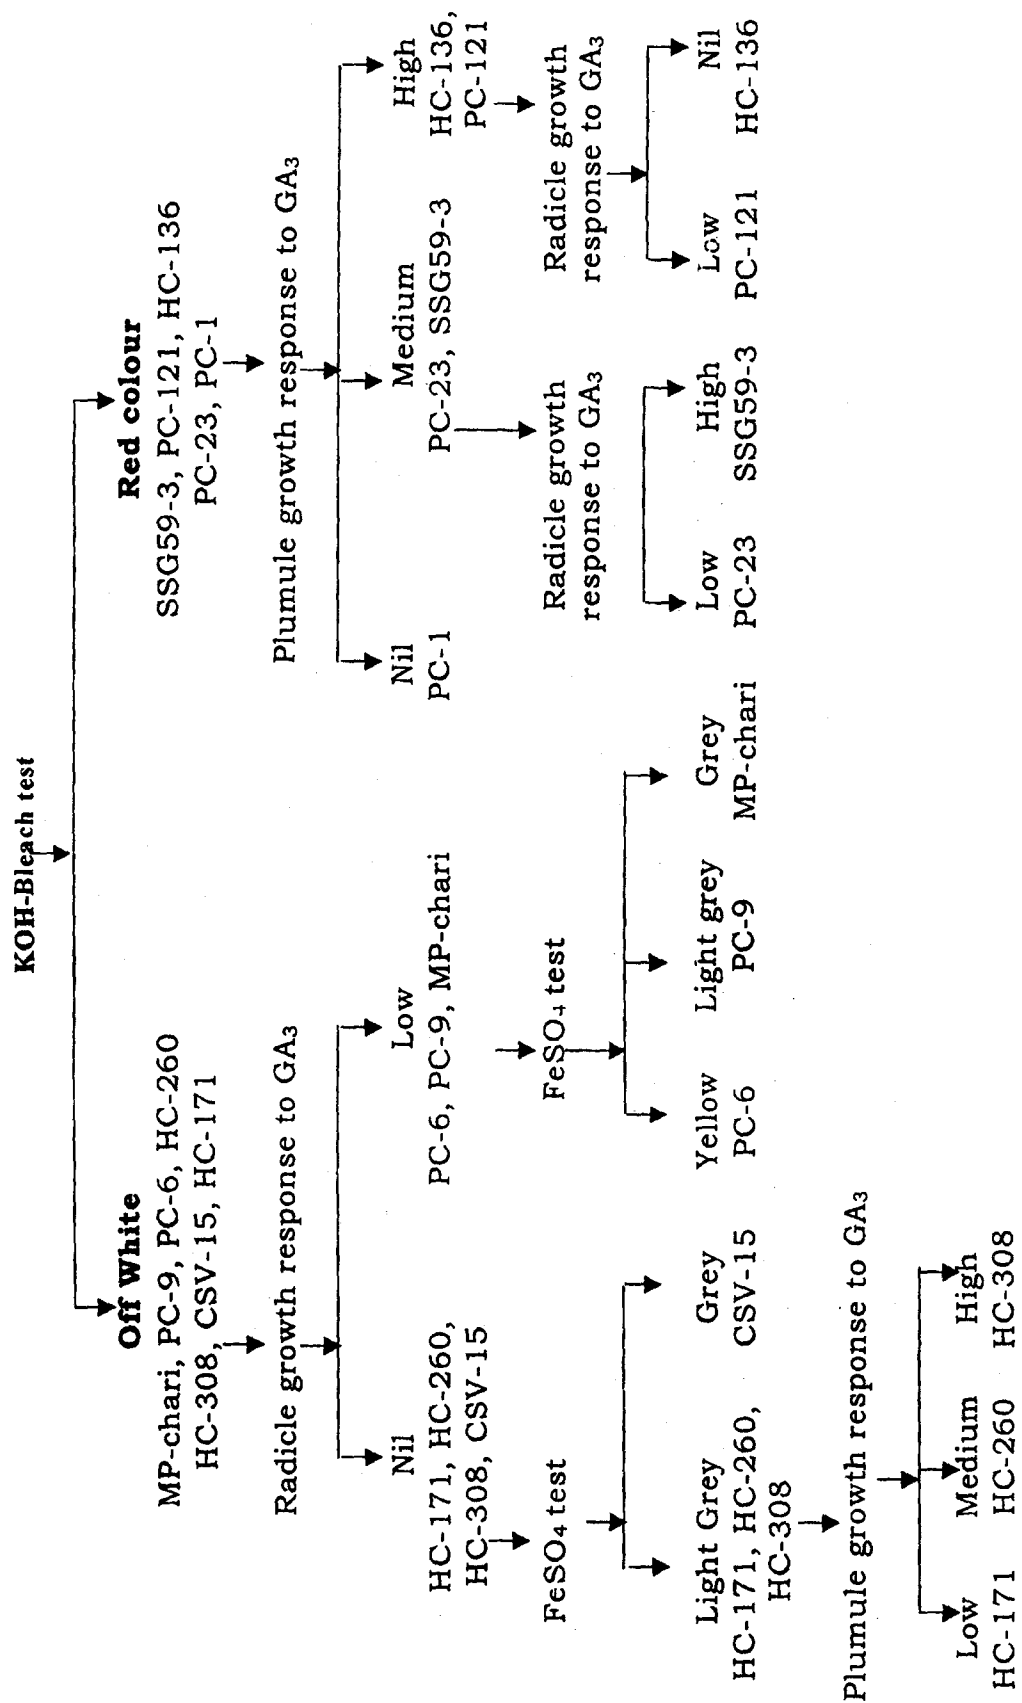 KOH-Bleach test
Off White
MP-chari, PC-9, PC-6, HC-260
HC-308, CSV-15, HC-171
Red colour
SSG59-3, PC-121, HC-136
PC-23, PC-1
Radicle growth response to GA₃
Plumule growth response to GA₃
Nil
HC-171, HC-260,
HC-308, CSV-15
Low
PC-6, PC-9, MP-chari
Nil
PC-1
Medium
PC-23, SSG59-3
High
HC-136,
PC-121
FeSO₄ test
FeSO₄ test
Radicle growth
response to GA₃
Radicle growth
response to GA₃
Light Grey
HC-171, HC-260,
HC-308
Grey
CSV-15
Yellow
PC-6
Light grey
PC-9
Grey
MP-chari
Low
PC-23
High
SSG59-3
Low
PC-121
Nil
HC-136
Plumule growth response to GA₃
Low
HC-171
Medium
HC-260
High
HC-308